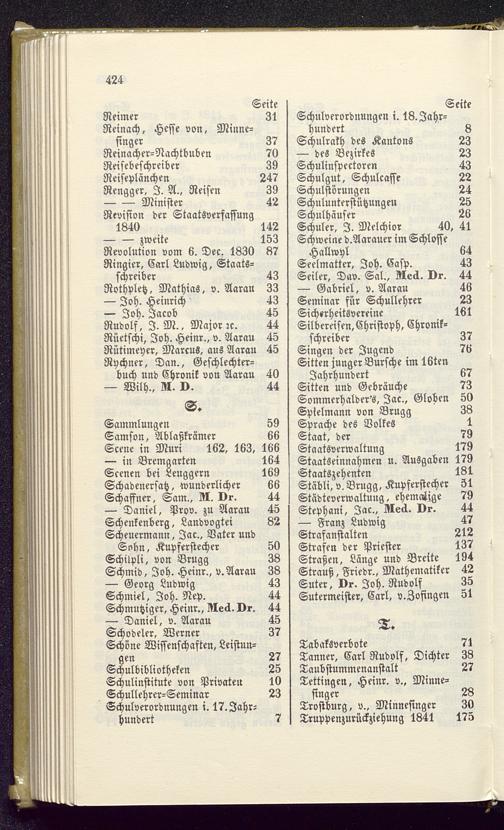 424
Seite
Reimer 31
Reinach, Hesse von, Minne-
singer 37
Reinacher-Nachtbuben 70
Reisebeschreiber 39
Reiseplänchen 247
Rengger, J. A., Reisen 39
— — Minister 42
Revision der Staatsverfassung
1840 142
— — zweite 153
Revolution vom 6. Dec. 1830 87
Ringier, Carl Ludwig, Staats-
schreiber 43
Rothpletz, Mathias, v. Aarau 33
— Joh. Heinrich 43
— Joh. Jacob 45
Rudolf, J. M., Major ꝛc. 44
Rüetschi, Joh. Heinr., v. Aarau 45
Rütimeyer, Marcus, aus Aarau 45
Rychner, Dan., Geschlechter-
buch und Chronik von Aarau 40
— Wilh., M. D. 44
S.
Sammlungen 59
Samson, Ablaßkrämer 66
Scene in Muri 162, 163, 166
— in Bremgarten 164
Scenen bei Lenggern 169
Schadenersatz, wunderlicher 66
Schaffner, Sam., M. Dr. 44
— Daniel, Prov. zu Aarau 45
Schenkenberg, Landvogtei 82
Scheuermann, Jac., Vater und
Sohn, Kupferstecher 50
Schilpli, von Brugg 38
Schmid, Joh. Heinr., v. Aarau 38
— Georg Ludwig 43
Schmiel, Joh. Nep. 44
Schmutziger, Heinr., Med. Dr. 44
— Daniel, v. Aarau 45
Schodeler, Werner 37
Schöne Wissenschaften, Leistun-
gen 27
Schulbibliotheken 25
Schulinstitute von Privaten 10
Schullehrer-Seminar 23
Schulverordnungen i. 17. Jahr-
hundert 7
Seite
Schulverordnungen i. 18. Jahr-
hundert 8
Schulrath des Kantons 23
— des Bezirkes 23
Schulinspectoren 43
Schulgut, Schulcasse 22
Schulstörungen 24
Schulunterstützungen 25
Schulhäuser 26
Schuler, J. Melchior 40, 41
Schweine d. Aarauer im Schlosse
Hallwyl 64
Seelmatter, Joh. Casp. 43
Seiler, Dav. Sal., Med. Dr. 44
— Gabriel, v. Aarau 46
Seminar für Schullehrer 23
Sicherheitsvereine 161
Silbereisen, Christoph, Chronik-
schreiber 37
Singen der Jugend 76
Sitten junger Bursche im 16ten
Jahrhundert 67
Sitten und Gebräuche 73
Sommerhalder's, Jac., Globen 50
Spielmann von Brugg 38
Sprache des Volkes 1
Staat, der 79
Staatsverwaltung 179
Staatseinnahmen u. Ausgaben 179
Staatszehenten 181
Stäbli, v. Brugg, Kupferstecher 51
Städteverwaltung, ehemalige 79
Stephani, Jac., Med. Dr. 44
— Franz Ludwig 47
Strafanstalten 212
Strafen der Priester 137
Straßen, Länge und Breite 194
Strauß, Friedr., Mathematiker 42
Suter, Dr. Joh. Rudolf 35
Sutermeister, Carl, v. Zofingen 51
T.
Tabaksverbote 71
Tanner, Carl Rudolf, Dichter 38
Taubstummenanstalt 27
Tettingen, Heinr. v., Minne-
singer 28
Trostburg, v., Minnesinger 30
Truppenzurückziehung 1841 175